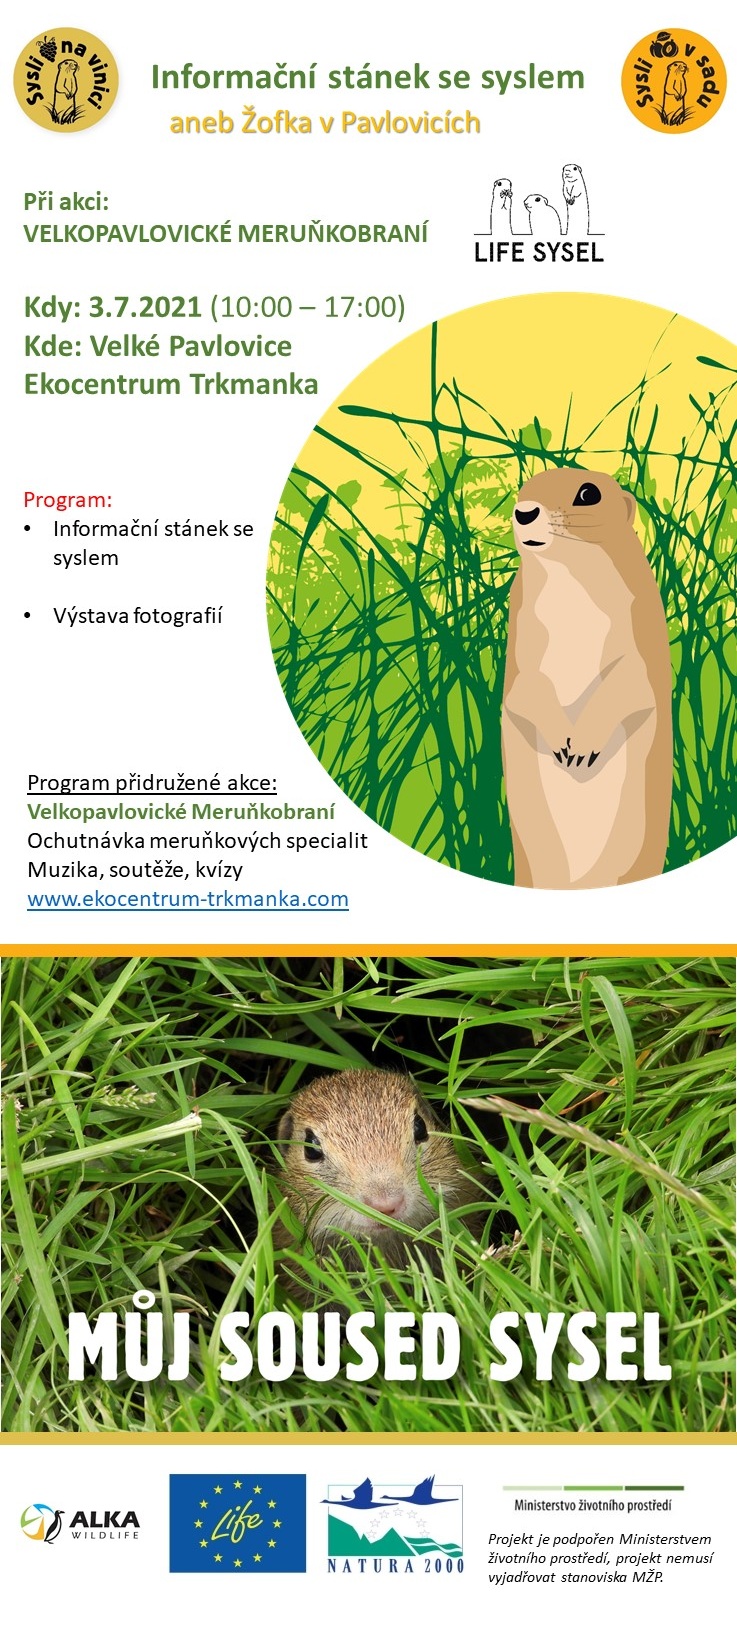 Sysli na vinici
Informační stánek se syslem
aneb Žofka v Pavlovicích
Sysli v sadu
Při akci:
VELKOPAVLOVICKÉ MERUŇKOBRANÍ
LIFE SYSEL
Kdy: 3.7.2021 (10:00 – 17:00)
Kde: Velké Pavlovice
Ekocentrum Trkmanka
Program:
• Informační stánek se
syslem
• Výstava fotografií
Program přidružené akce:
Velkopavlovické Meruňkobraní
Ochutnávka meruňkových specialit
Muzika, soutěže, kvízy
www.ekocentrum-trkmanka.com
MŮJ SOUSED SYSEL
ALKA
WILDLIFE
Life
NATURA 2000
Ministerstvo životního prostředí
Projekt je podpořen Ministerstvem
životního prostředí, projekt nemusí
vyjadřovat stanoviska MŽP.